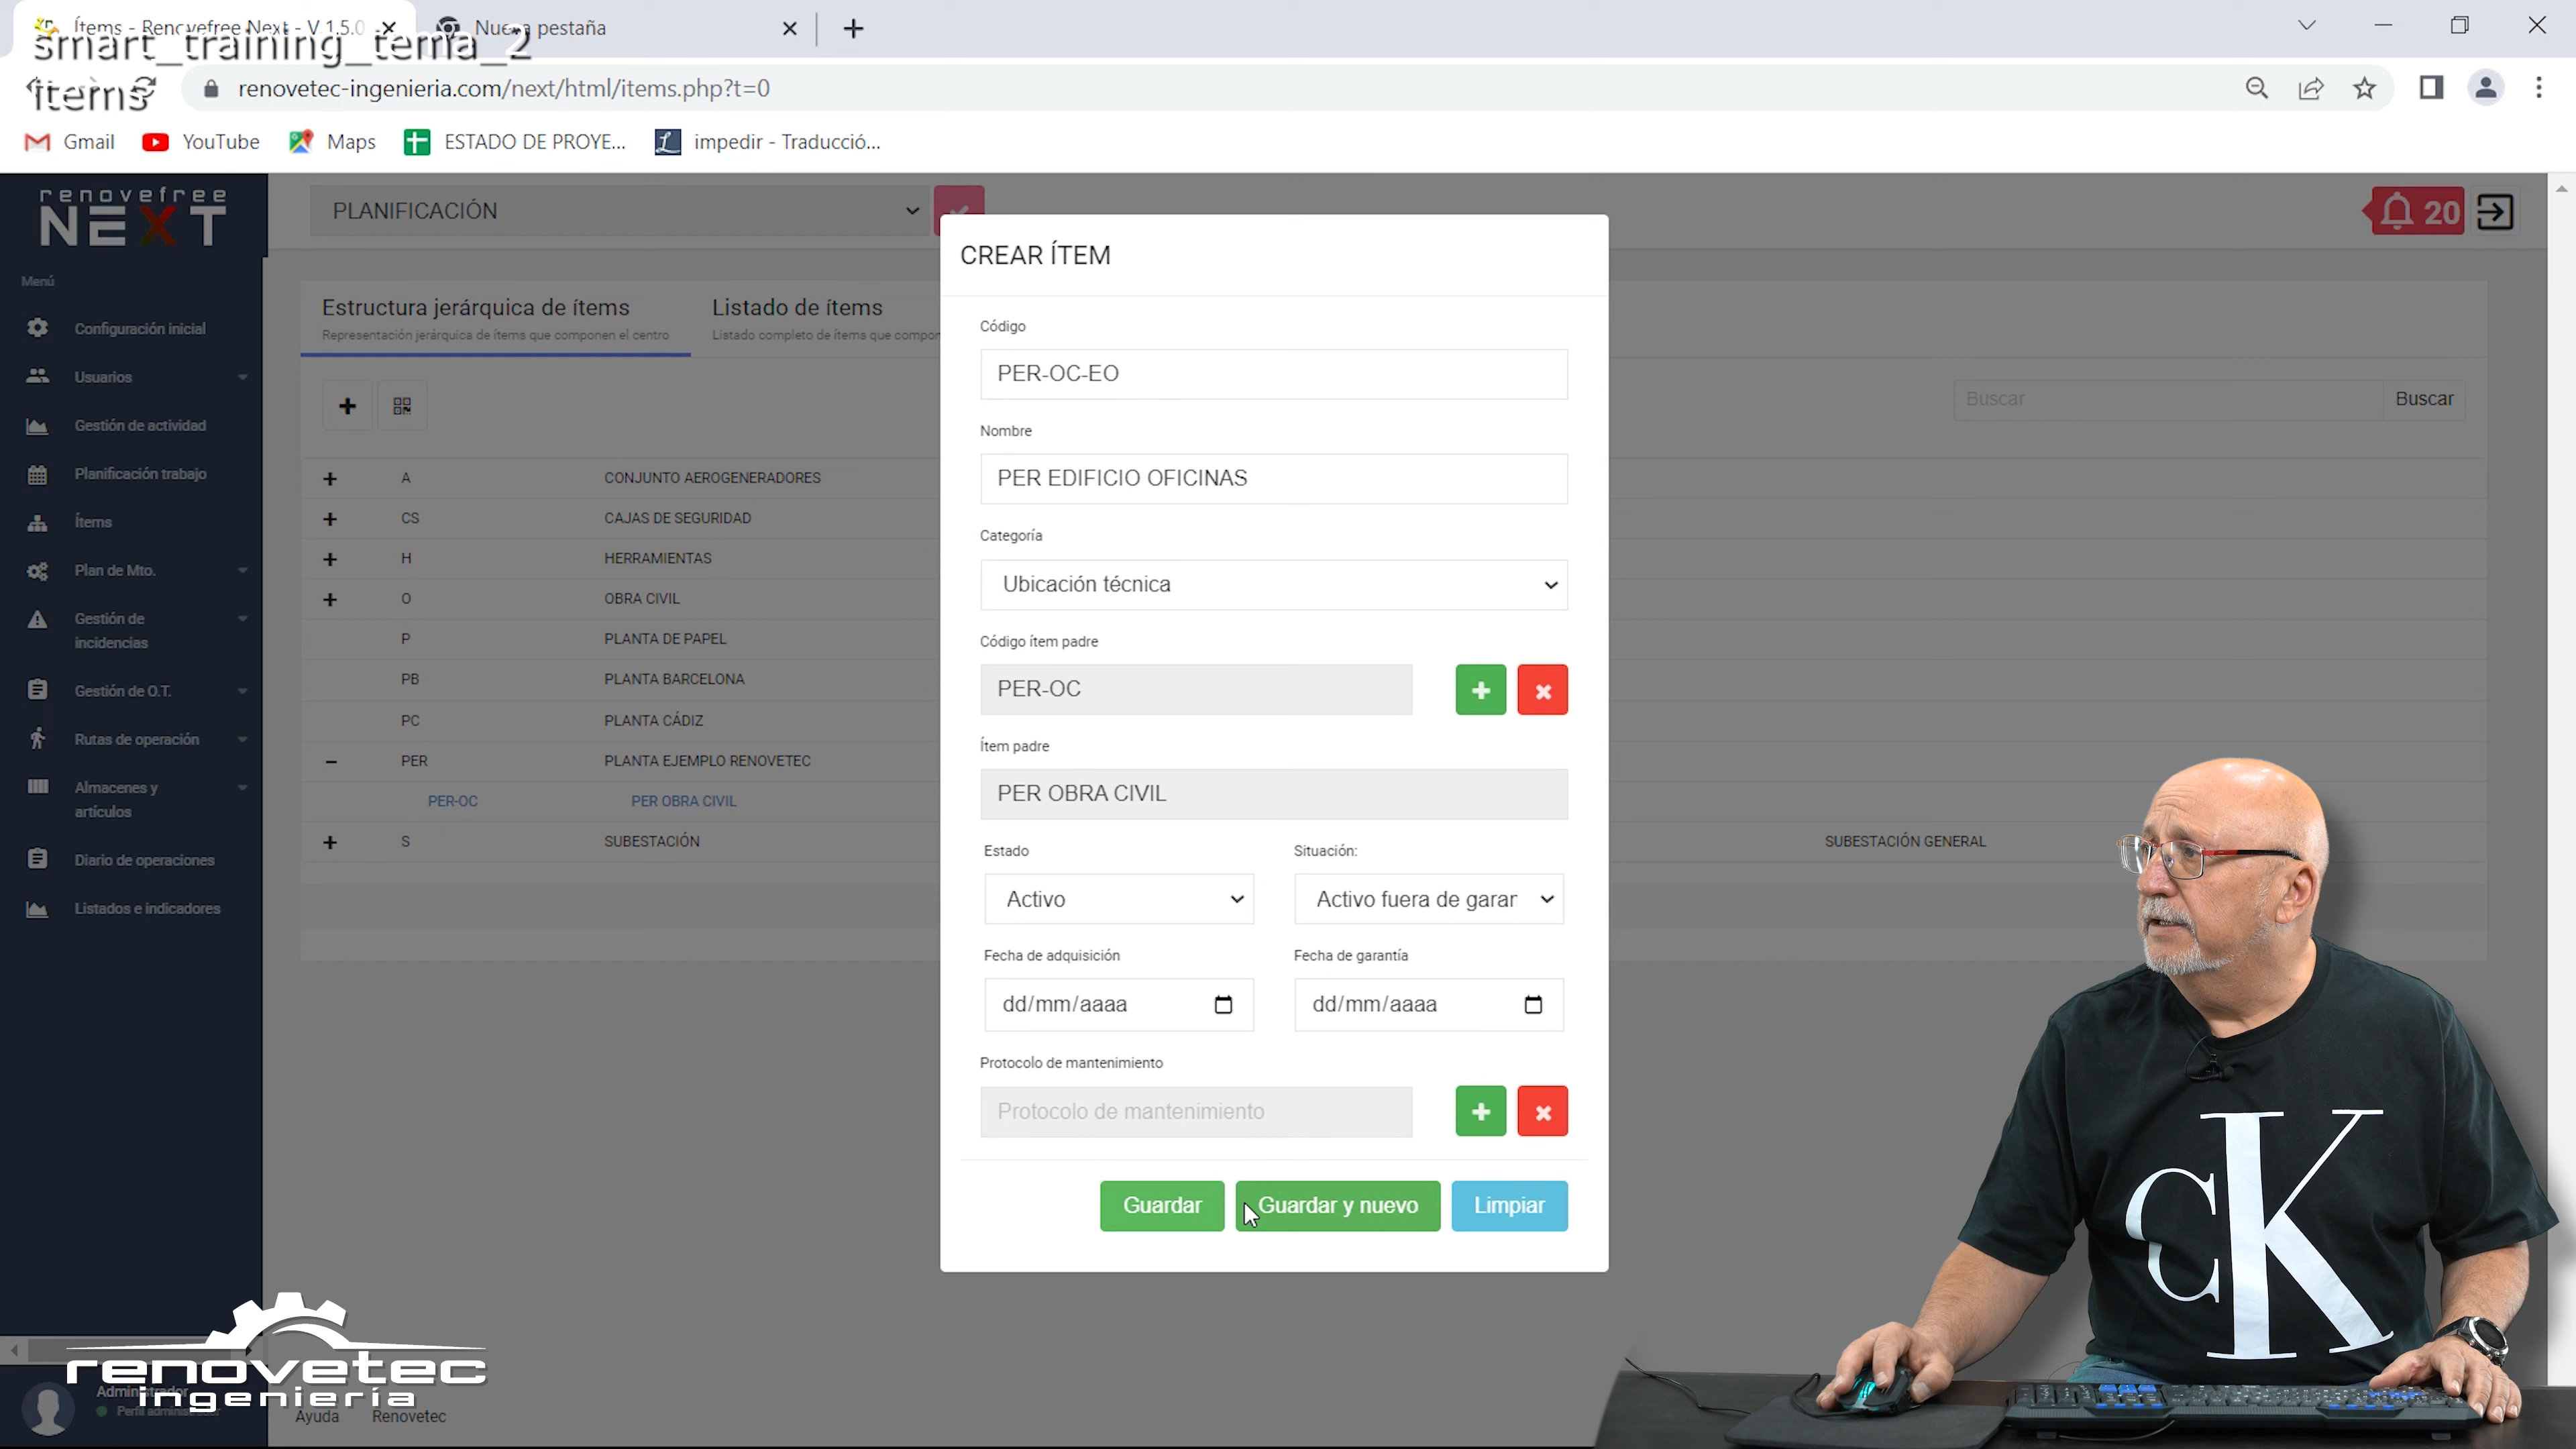 Ítems - Renovefree Next - V 1.5.0
Nueva pestaña
smart_training_tema_2
items
renovetec-ingenieria.com/next/html/items.php?t=0
Gmail
YouTube
Maps
ESTADO DE PROYE...
impedir - Traducció...
renovefree
NEXT
PLANIFICACIÓN
20
Menú
Configuración inicial
Usuarios
Gestión de actividad
Planificación trabajo
Ítems
Plan de Mto.
Gestión de
incidencias
Gestión de O.T.
Rutas de operación
Almacenes y
artículos
Diario de operaciones
Listados e indicadores
Administrador
Perfil administrador
renovetec
ingeniería
Estructura jerárquica de ítems
Representación jerárquica de ítems que componen el centro
Listado de ítems
Listado completo de ítems que compon
Buscar
Buscar
A CONJUNTO AEROGENERADORES
CS CAJAS DE SEGURIDAD
H HERRAMIENTAS
O OBRA CIVIL
P PLANTA DE PAPEL
PB PLANTA BARCELONA
PC PLANTA CÁDIZ
PER PLANTA EJEMPLO RENOVETEC
PER-OC PER OBRA CIVIL
S SUBESTACIÓN SUBESTACIÓN GENERAL
CREAR ÍTEM
Código
PER-OC-EO
Nombre
PER EDIFICIO OFICINAS
Categoría
Ubicación técnica
Código ítem padre
PER-OC
Ítem padre
PER OBRA CIVIL
Estado
Situación:
Activo
Activo fuera de garar
Fecha de adquisición
Fecha de garantía
dd/mm/aaaa
dd/mm/aaaa
Protocolo de mantenimiento
Protocolo de mantenimiento
Guardar
Guardar y nuevo
Limpiar
Ayuda
Renovetec
cK